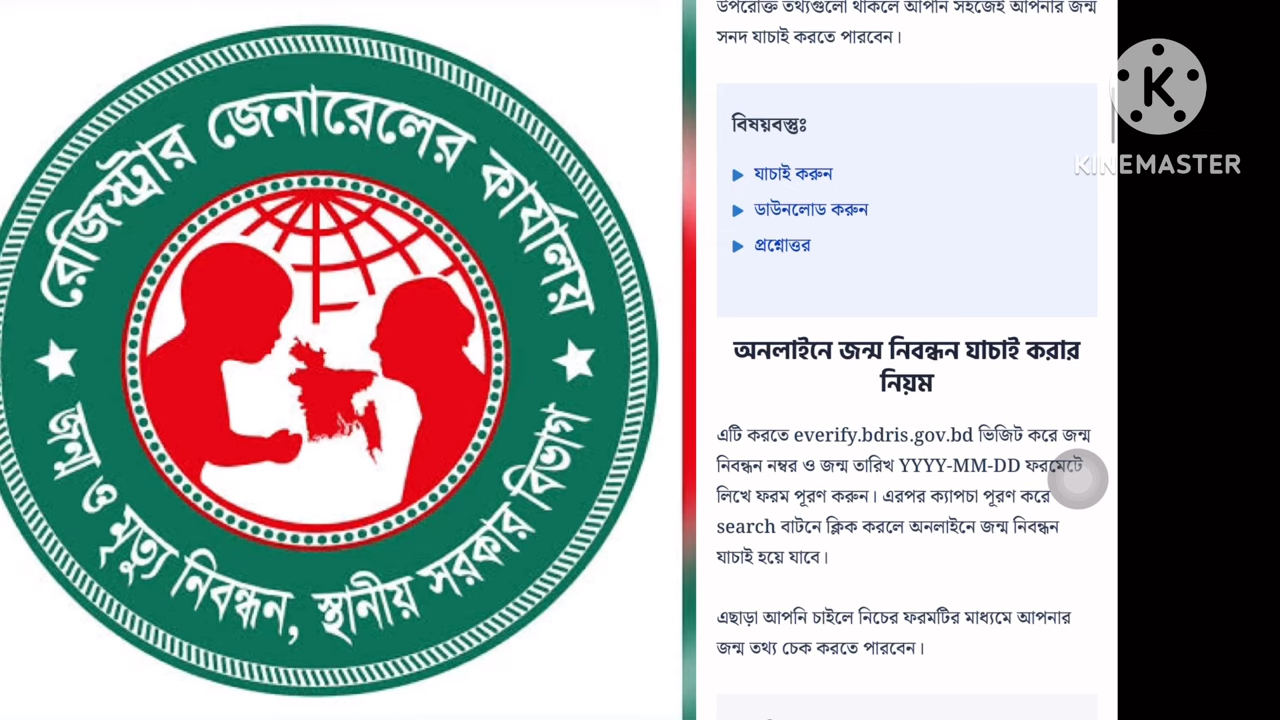 রেজিস্ট্রার জেনারেলের কার্যালয়
জন্ম ও মৃত্যু নিবন্ধন, স্থানীয় সরকার বিভাগ
উপরোক্ত তথ্যগুলো থাকলে আপনি সহজেই আপনার জন্ম
সনদ যাচাই করতে পারবেন।
বিষয়বস্তুঃ
যাচাই করুন
ডাউনলোড করুন
প্রশ্নোত্তর
অনলাইনে জন্ম নিবন্ধন যাচাই করার
নিয়ম
এটি করতে everify.bdris.gov.bd ভিজিট করে জন্ম
নিবন্ধন নম্বর ও জন্ম তারিখ YYYY-MM-DD ফরমেটে
লিখে ফরম পূরণ করুন। এরপর ক্যাপচা পূরণ করে
search বাটনে ক্লিক করলে অনলাইনে জন্ম নিবন্ধন
যাচাই হয়ে যাবে।
এছাড়া আপনি চাইলে নিচের ফরমটির মাধ্যমে আপনার
জন্ম তথ্য চেক করতে পারবেন।
K
KINEMASTER